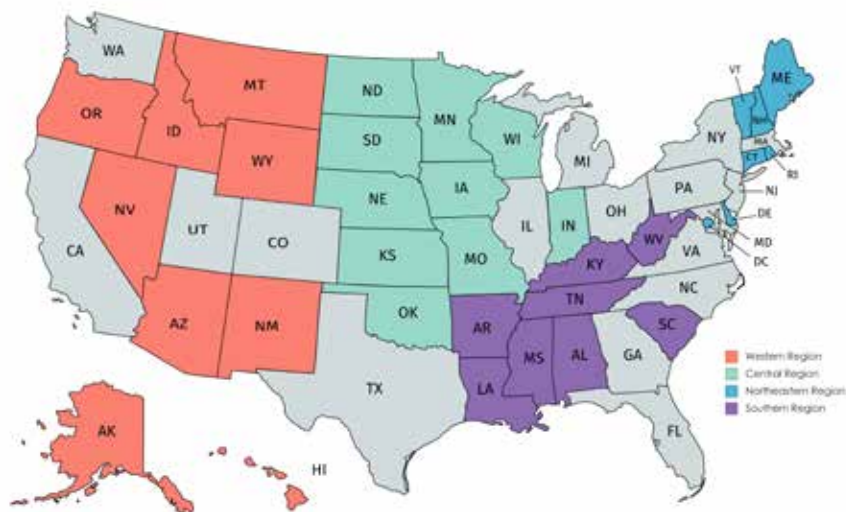 WA
MT
ND
MN
VT
ME
OR
ID
SD
WI
NH
NY
MA
WY
MI
CT
RI
NV
NE
IA
PA
NJ
UT
IL
IN
OH
DE
CA
CO
MD
KS
MO
WV
VA
DC
KY
NC
AZ
NM
OK
TN
AR
SC
MS
AL
GA
TX
LA
FL
AK
HI
Western Region
Central Region
Northeastern Region
Southern Region